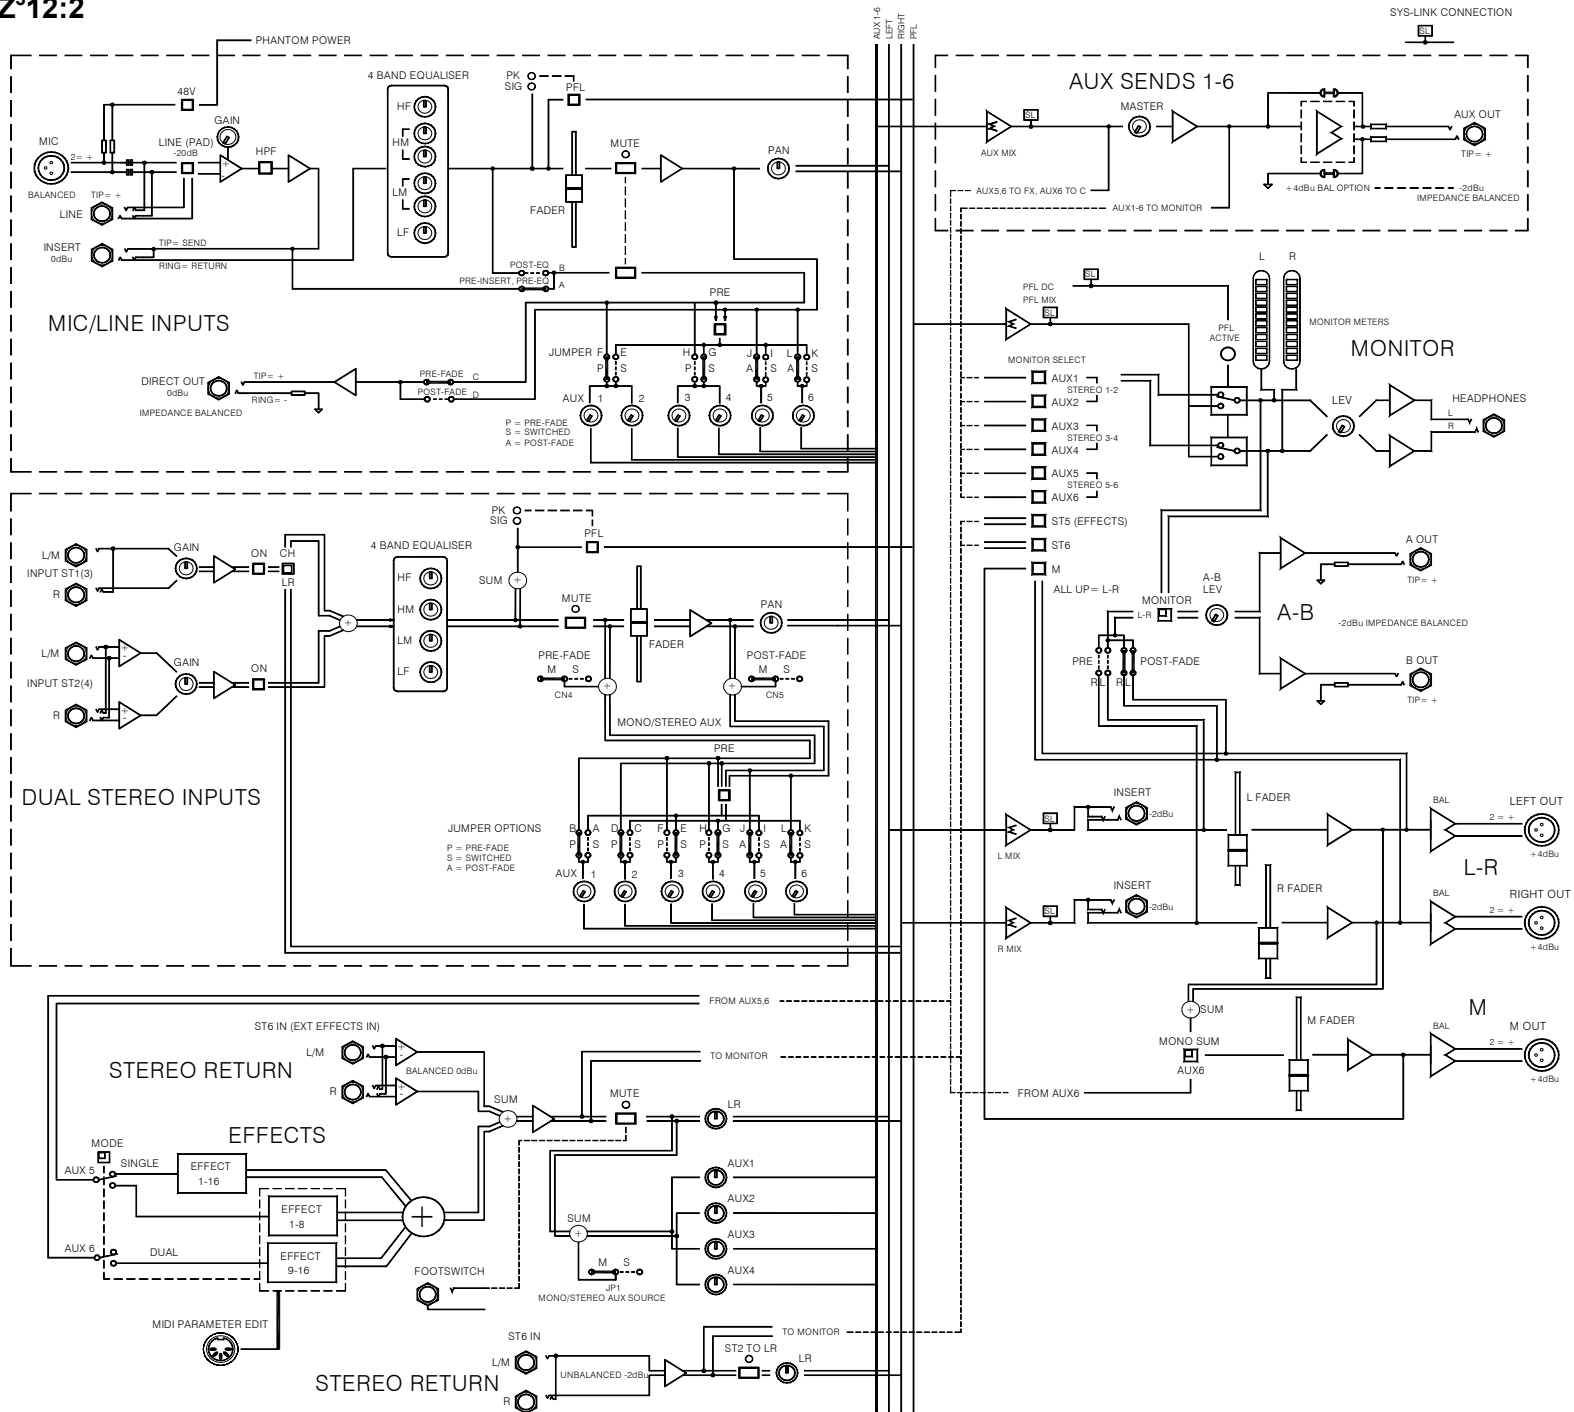 Z³12:2
AUX 1-6
LEFT
RIGHT
PFL
SYS-LINK CONNECTION
SL
PHANTOM POWER
48V
GAIN
MIC
2= +
LINE (PAD)
-20dB
HPF
BALANCED
TIP= +
LINE
INSERT
0dBu
TIP= SEND
RING= RETURN
4 BAND EQUALISER
HF
HM
LM
LF
PK
SIG
PFL
MUTE
PAN
FADER
POST-EQ
B
PRE-INSERT, PRE-EQ
A
PRE
MIC/LINE INPUTS
JUMPER
F E
H G
J I
L K
P S
P S
A S
A S
DIRECT OUT
0dBu
TIP= +
RING= -
IMPEDANCE BALANCED
PRE-FADE
C
POST-FADE
D
AUX 1 2 3 4 5 6
P = PRE-FADE
S = SWITCHED
A = POST-FADE
AUX SENDS 1-6
AUX MIX
SL
MASTER
AUX OUT
TIP= +
AUX5,6 TO FX, AUX6 TO C
AUX1-6 TO MONITOR
+4dBu BAL OPTION
-2dBu
IMPEDANCE BALANCED
L R
PFL DC
SL
PFL MIX
SL
PFL
ACTIVE
MONITOR METERS
MONITOR
MONITOR SELECT
AUX1
STEREO 1-2
AUX2
AUX3
STEREO 3-4
AUX4
AUX5
STEREO 5-6
AUX6
ST5 (EFFECTS)
ST6
M
ALL UP= L-R
LEV
L
R
HEADPHONES
MONITOR
L-R
A-B
LEV
A OUT
TIP= +
A-B
-2dBu IMPEDANCE BALANCED
B OUT
TIP= +
PRE
POST-FADE
R L R L
L/M
INPUT ST1(3)
R
GAIN
ON
CH
LR
L/M
INPUT ST2(4)
R
+
-
+
-
GAIN
ON
+
4 BAND EQUALISER
HF
HM
LM
LF
PK
SIG
PFL
SUM
+
MUTE
FADER
PAN
PRE-FADE
M S
CN4
+
POST-FADE
M S
CN5
+
MONO/STEREO AUX
PRE
DUAL STEREO INPUTS
JUMPER OPTIONS
P = PRE-FADE
S = SWITCHED
A = POST-FADE
B A
D C
F E
H G
J I
L K
P S
P S
P S
P S
A S
A S
AUX 1 2 3 4 5 6
L MIX
SL
INSERT
-2dBu
L FADER
BAL
LEFT OUT
2 = +
+4dBu
L-R
R MIX
SL
INSERT
-2dBu
R FADER
BAL
RIGHT OUT
2 = +
+4dBu
+
SUM
MONO SUM
AUX6
FROM AUX6
M FADER
BAL
M
M OUT
2 = +
+4dBu
FROM AUX5,6
ST6 IN (EXT EFFECTS IN)
L/M
R
+
-
+
-
BALANCED 0dBu
STEREO RETURN
SUM
+
TO MONITOR
MUTE
LR
EFFECTS
MODE
AUX 5
SINGLE
EFFECT
1-16
EFFECT
1-8
EFFECT
9-16
AUX 6
DUAL
+
FOOTSWITCH
SUM
+
M S
JP1
MONO/STEREO AUX SOURCE
AUX1
AUX2
AUX3
AUX4
MIDI PARAMETER EDIT
STEREO RETURN
ST6 IN
L/M
R
UNBALANCED -2dBu
TO MONITOR
ST2 TO LR
LR